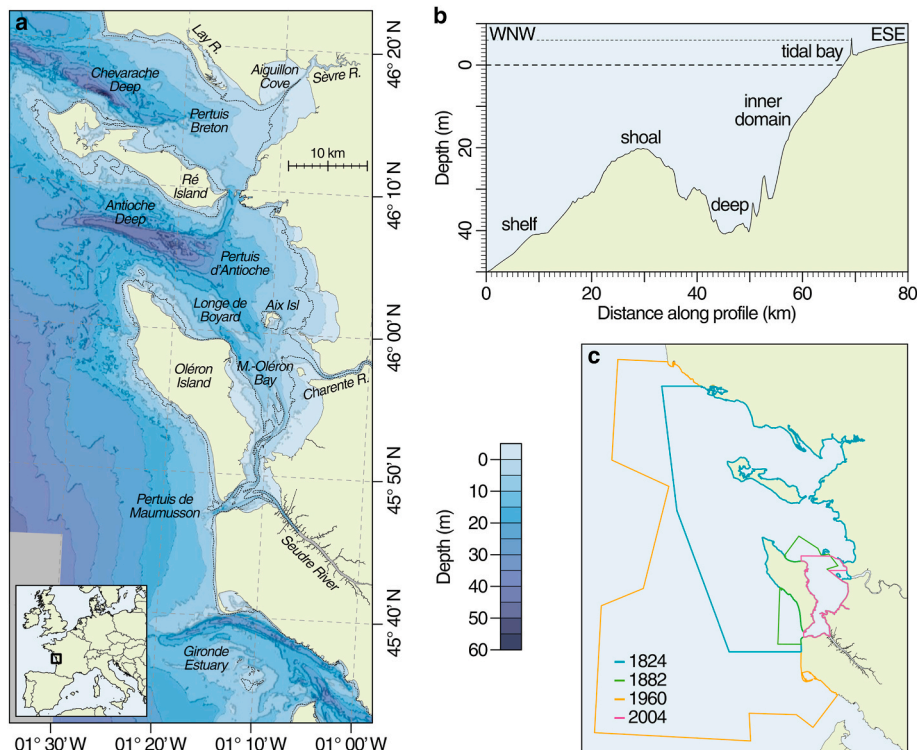 a
Lay R.
Chevarache
Deep
Aiguillon
Cove
Sèvre R.
Pertuis
Breton
10 km
Ré
Island
Antioche
Deep
Pertuis
d'Antioche
Longe de
Boyard
Aix Isl
Oléron
Island
M.-Oléron
Bay
Charente R.
Pertuis de
Maumusson
Seudre River
Gironde
Estuary
46° 20'N
46° 10'N
46° 00'N
45° 50'N
45° 40'N
01° 30'W
01° 20'W
01° 10'W
01° 00'W
b
WNW
ESE
tidal bay
inner
domain
shoal
deep
shelf
Depth (m)
0
20
40
0
20
40
60
80
Distance along profile (km)
Depth (m)
0
10
20
30
40
50
60
c
1824
1882
1960
2004